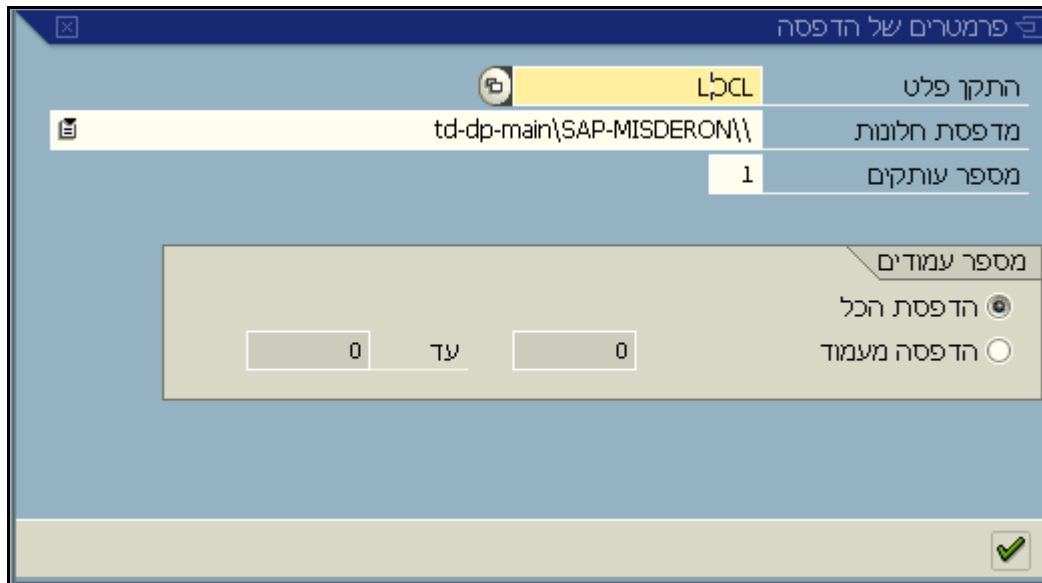 פרמטרים של הדפסה
התקן פלט LOCL
מדפסת חלונות td-dp-main\SAP-MISDERON\\
מספר עותקים 1
מספר עמודים
הדפסת הכל
הדפסה מעמוד 0 עד 0